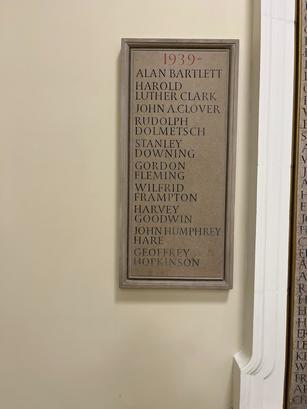 1939-
ALAN BARTLETT
HAROLD
LUTHER CLARK
JOHN A.CLOVER
RUDOLPH
DOLMETSCH
STANLEY
DOWNING
GORDON
FLEMING
WILFRID
FRAMPTON
HARVEY
GOODWIN
JOHN HUMPHREY
HARE
GEOFFREY
HOPKINSON